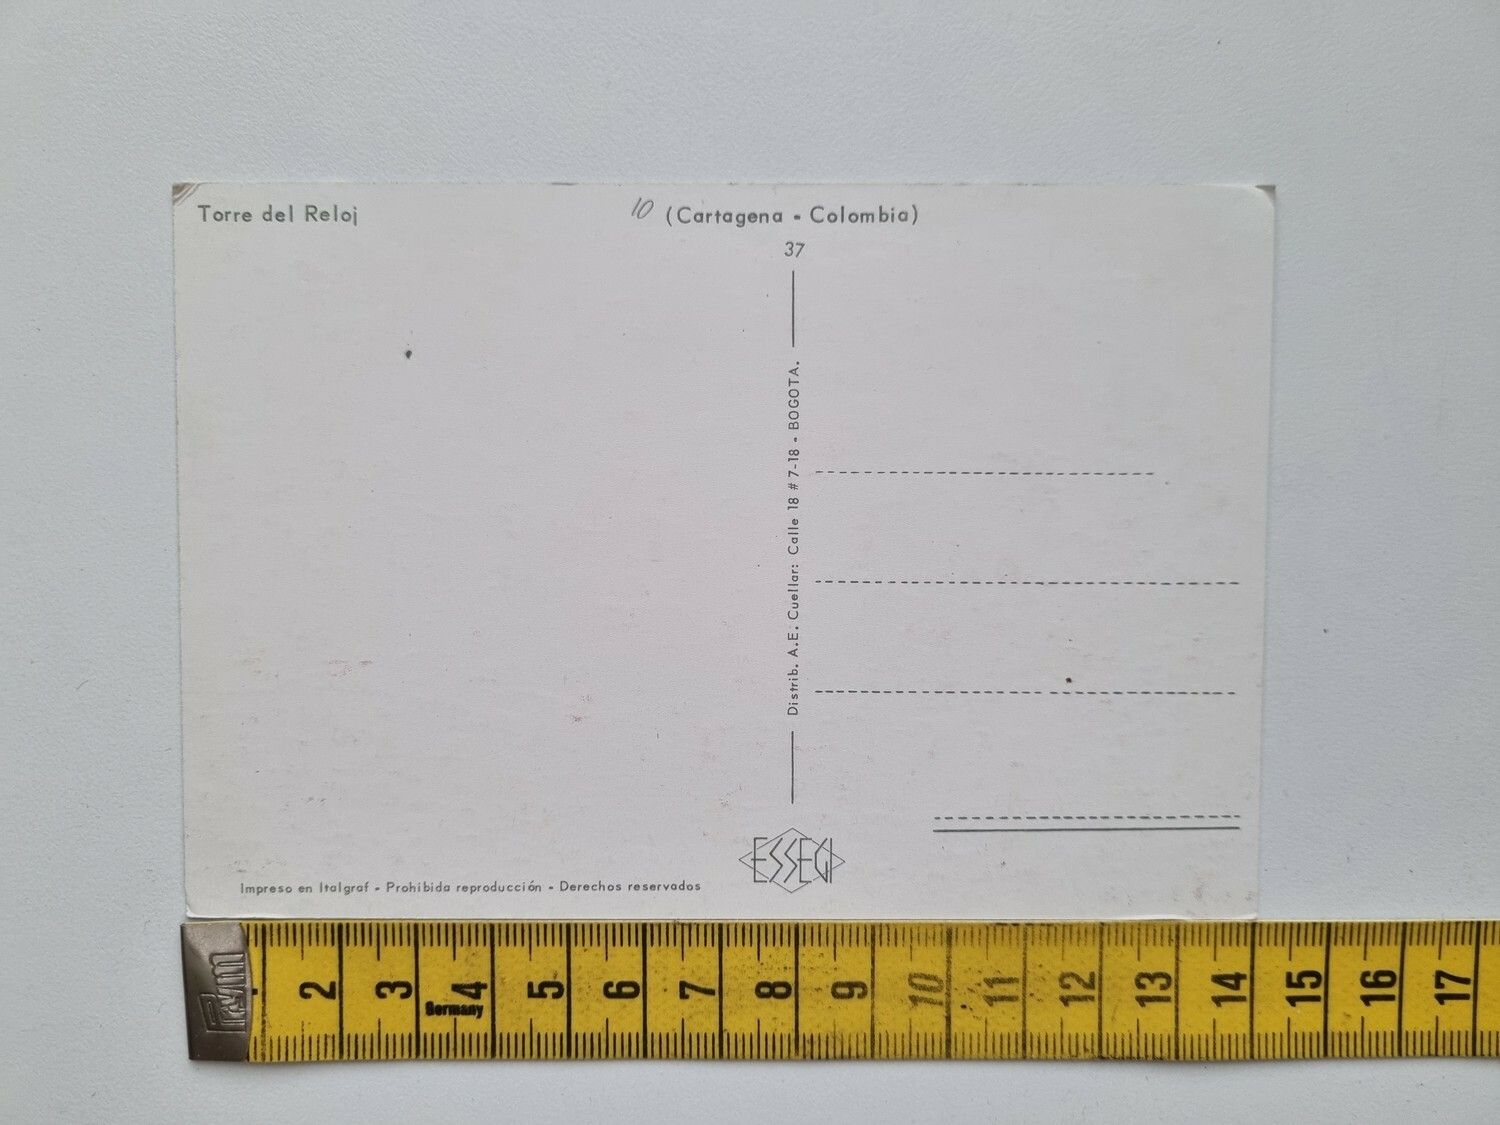 Torre del Reloj
10 (Cartagena - Colombia)
37
Distrib. A.E. Cuellar: Calle 18 # 7-18 - BOGOTA.
ESSEGI
Impreso en Italgraf - Prohibida reproducción - Derechos reservados
Prym
2 3 4 5 6 7 8 9 10 11 12 13 14 15 16 17
Germany